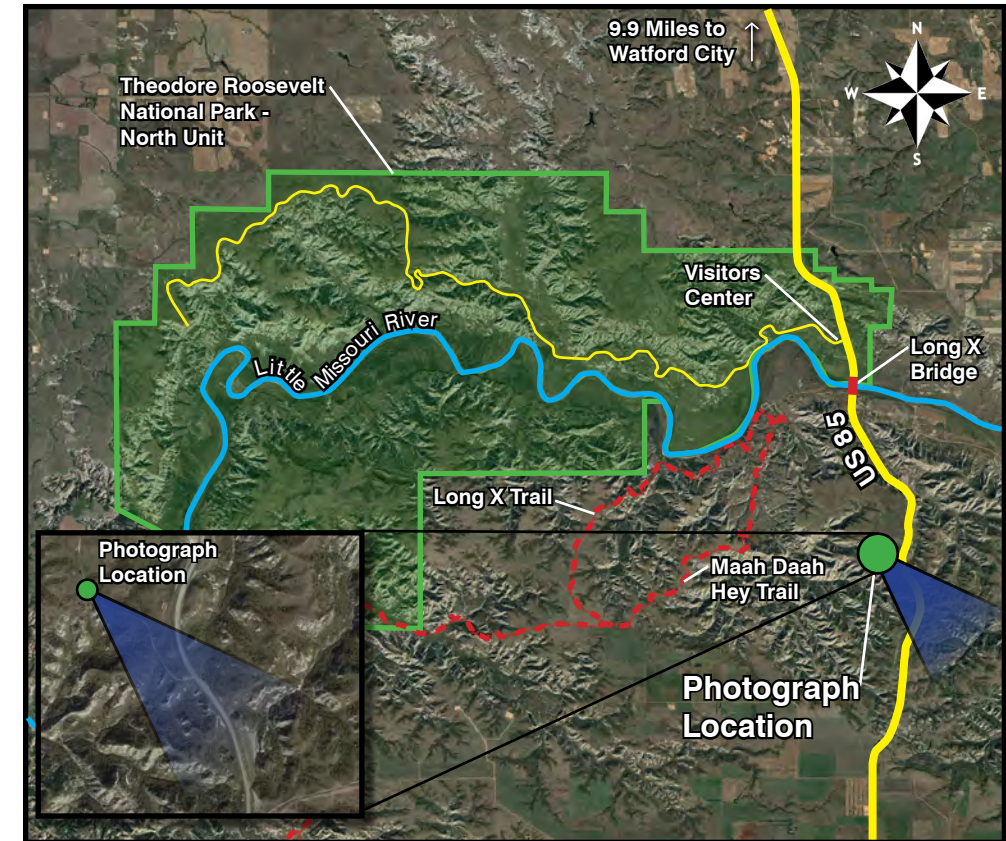 9.9 Miles to
Watford City
N
W
E
S
Theodore Roosevelt
National Park -
North Unit
Visitors
Center
Long X
Bridge
Little Missouri River
US 85
Long X Trail
Maah Daah
Hey Trail
Photograph
Location
Photograph
Location